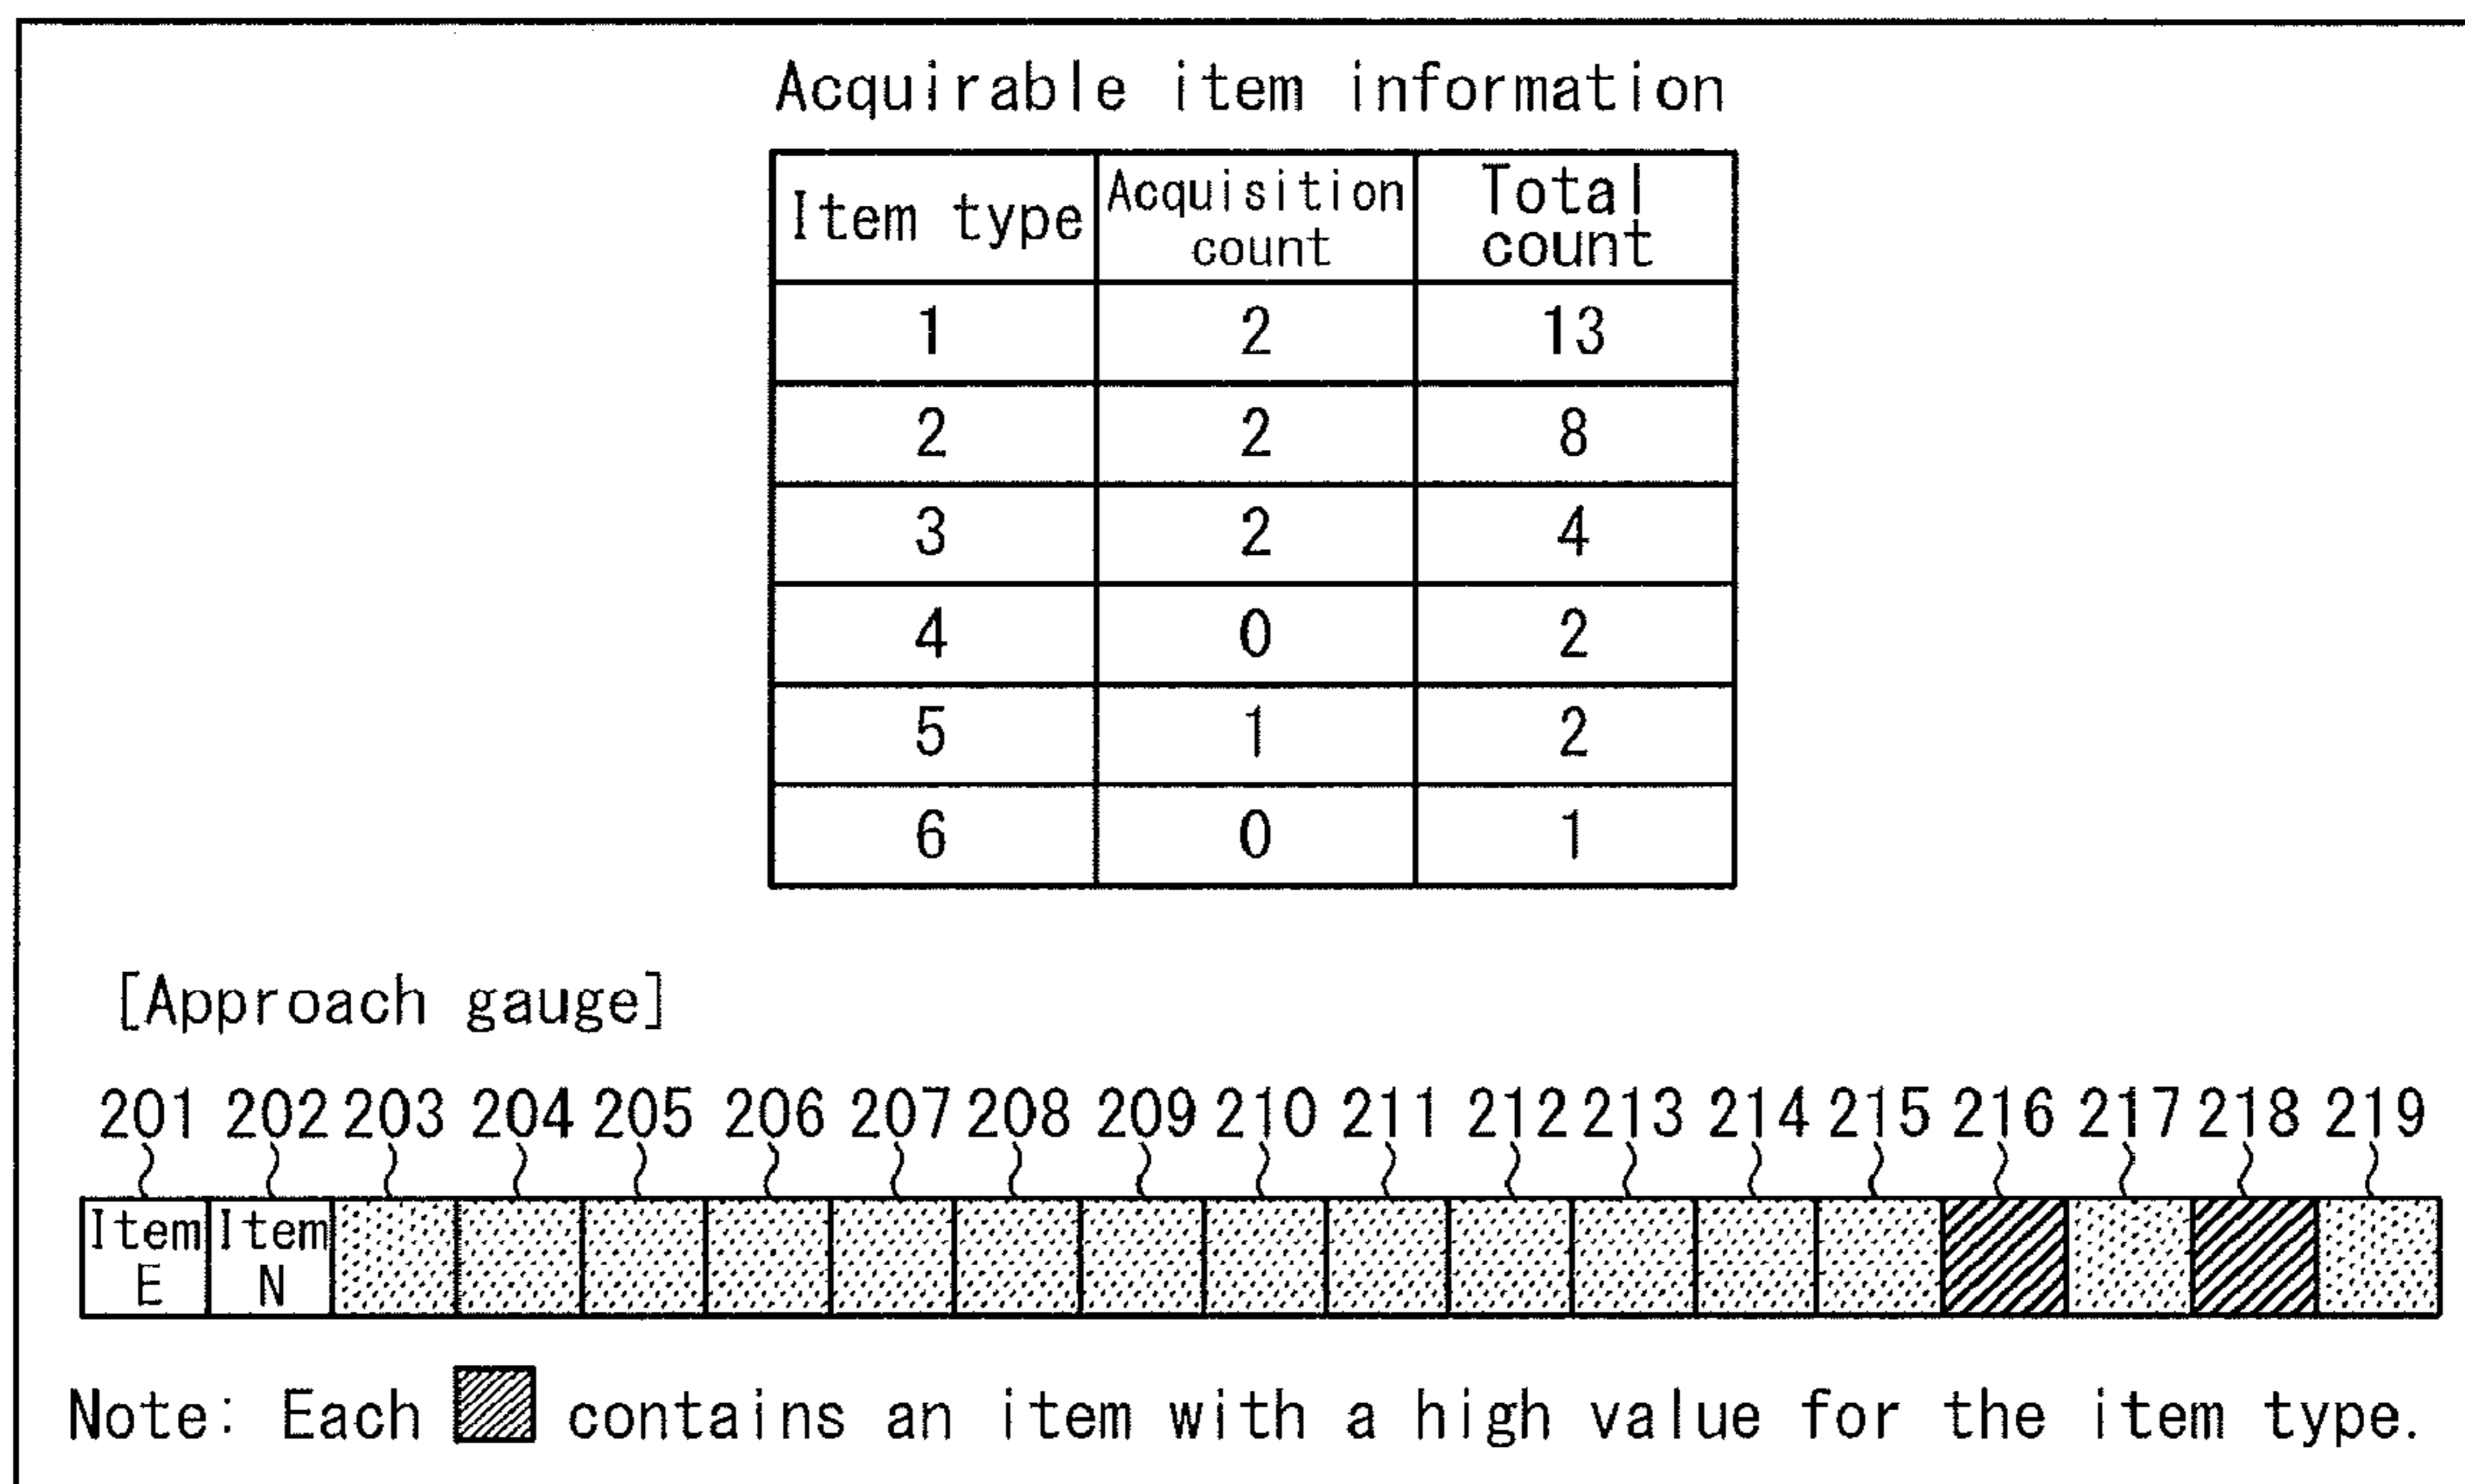 Acquirable item information
Item type Acquisition count Total count
1 2 13
2 2 8
3 2 4
4 0 2
5 1 2
6 0 1
[Approach gauge]
201 202 203 204 205 206 207 208 209 210 211 212 213 214 215 216 217 218 219
Item E Item N
Note: Each contains an item with a high value for the item type.